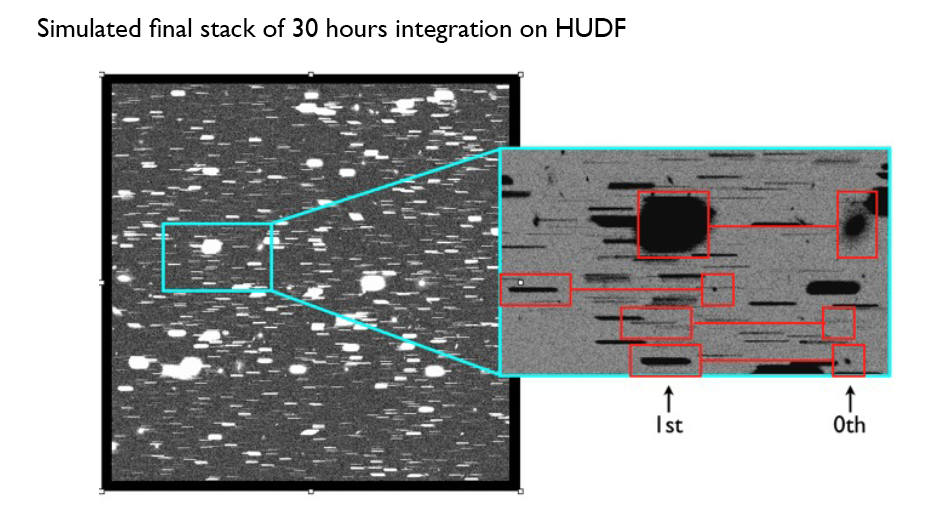 Simulated final stack of 30 hours integration on HUDF
1st
0th